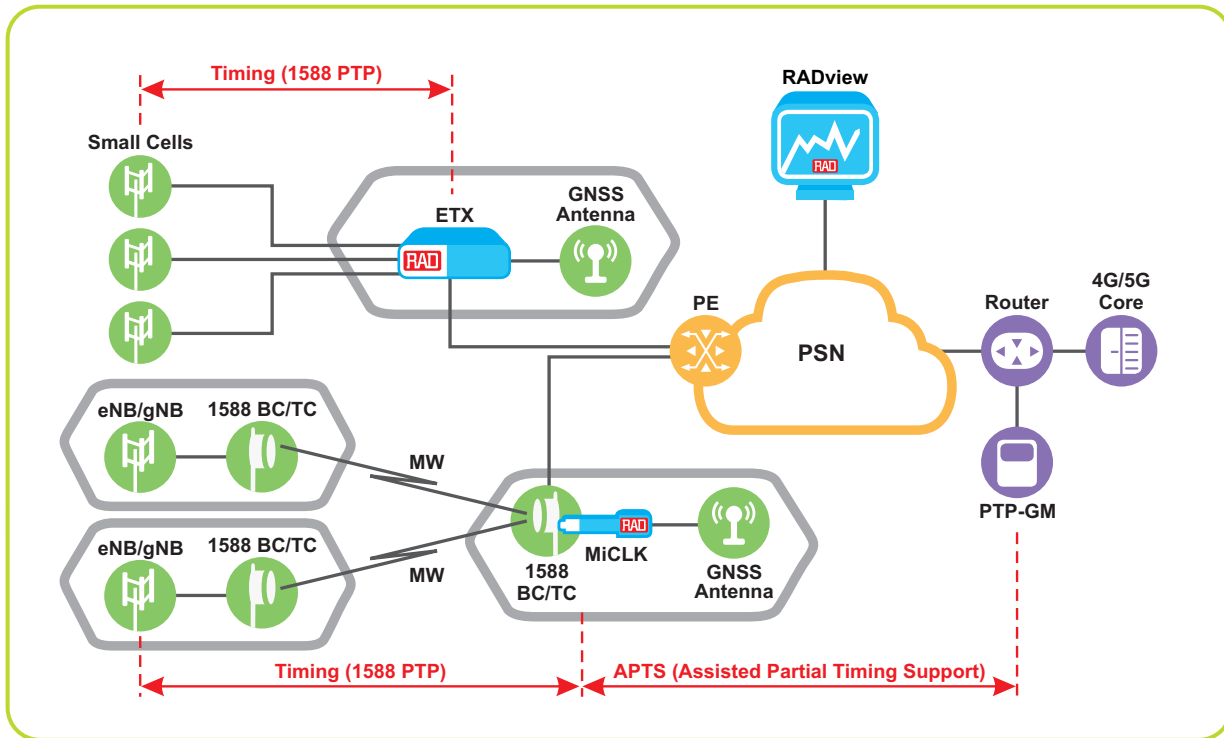 Timing (1588 PTP)
RADview
RAD
Small Cells
GNSS
Antenna
ETX
RAD
PE
PSN
Router
4G/5G
Core
eNB/gNB
1588 BC/TC
MW
PTP-GM
eNB/gNB
1588 BC/TC
MW
RAD
MiCLK
1588
BC/TC
GNSS
Antenna
Timing (1588 PTP)
APTS (Assisted Partial Timing Support)